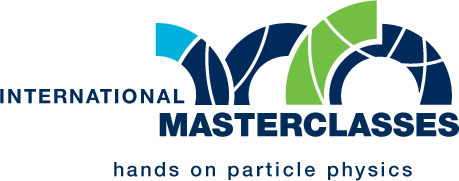 INTERNATIONAL
MASTERCLASSES
hands on particle physics